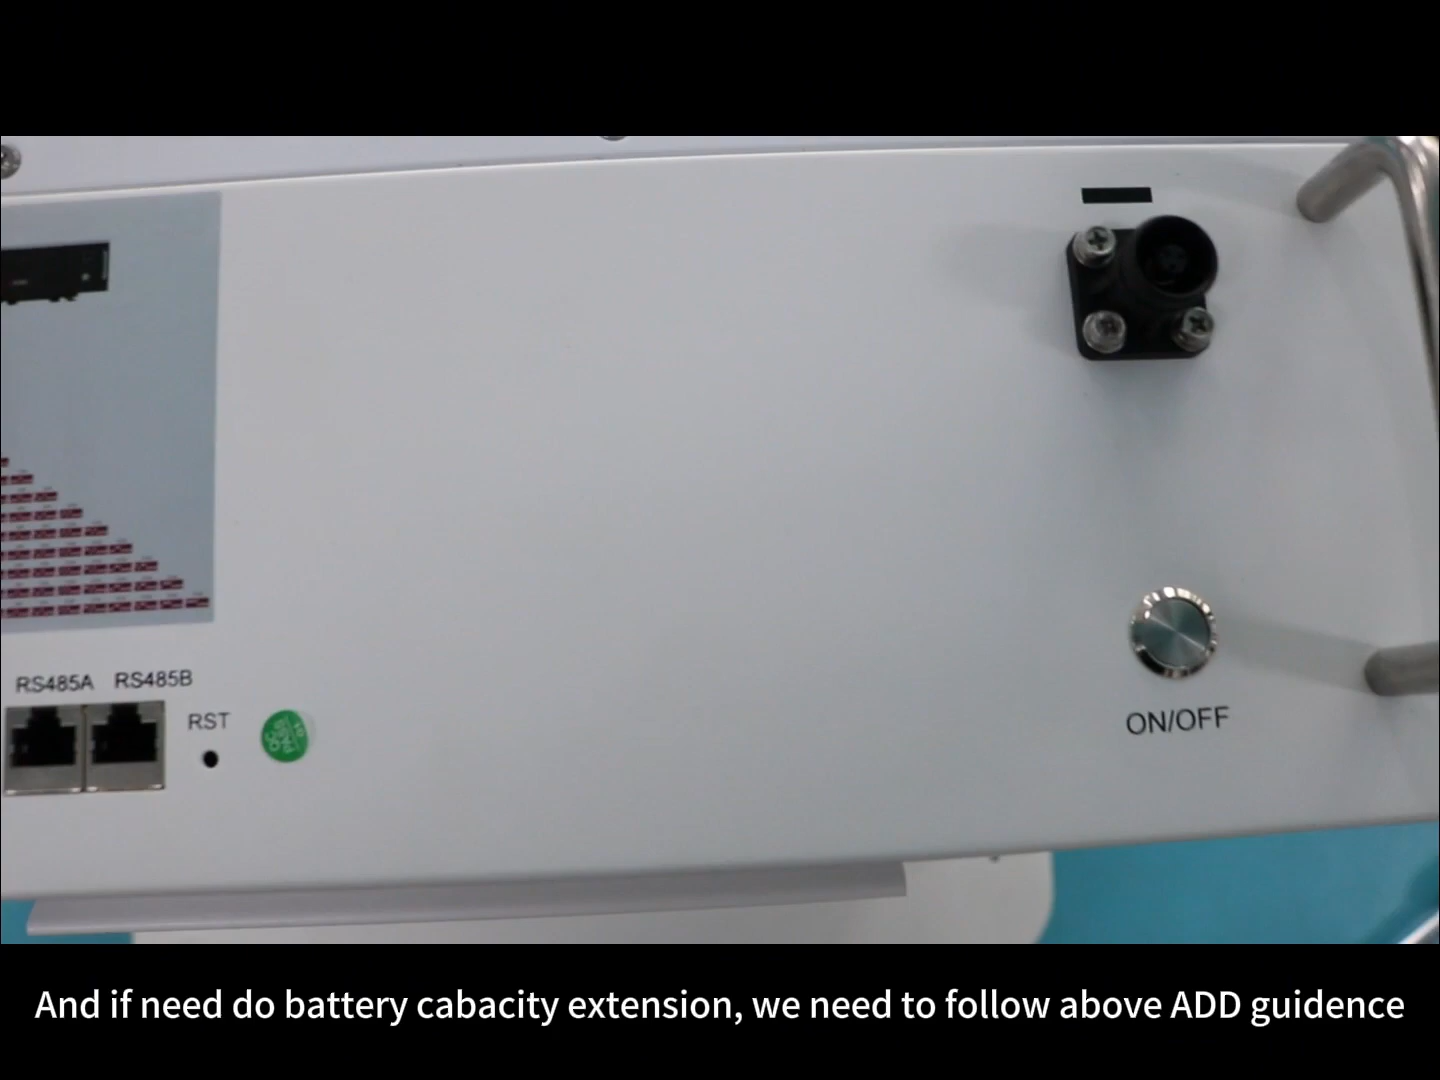 RS485A RS485B
RST
ON/OFF
And if need do battery cabacity extension, we need to follow above ADD guidence